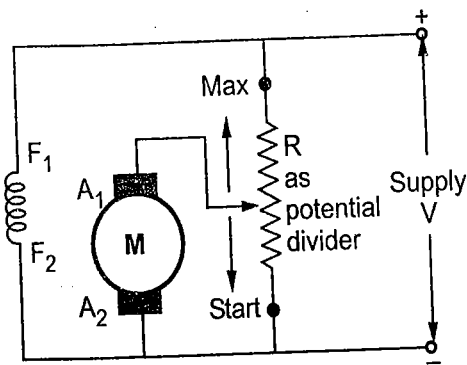 +
Max
F1
R
A1
as
Supply
potential
V
M
divider
F2
A2
Start
−